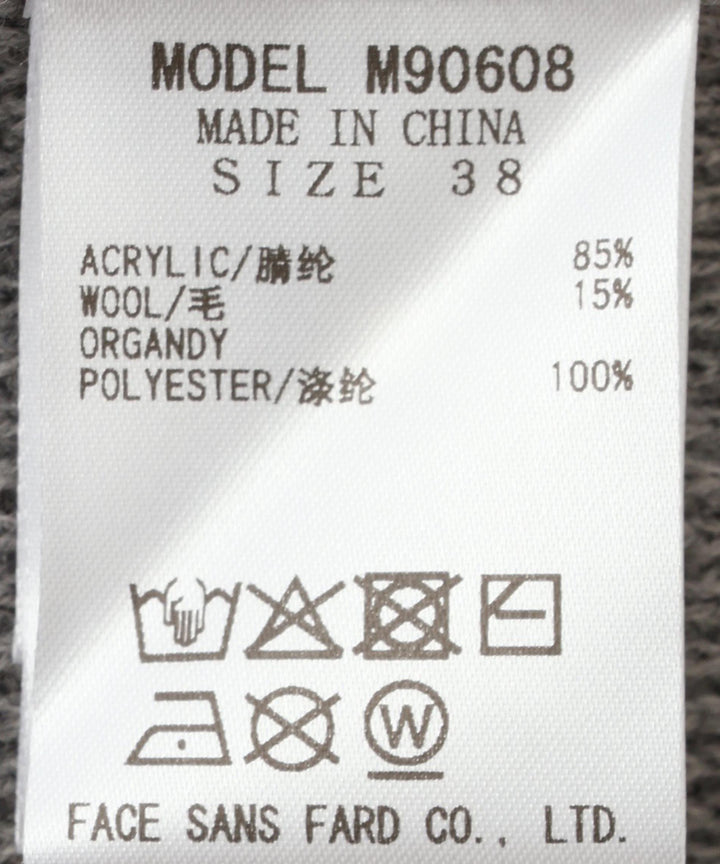 MODEL M90608
MADE IN CHINA
SIZE 38
ACRYLIC/腈纶 85%
WOOL/毛 15%
ORGANDY
POLYESTER/涤纶 100%
W
FACE SANS FARD CO., LTD.